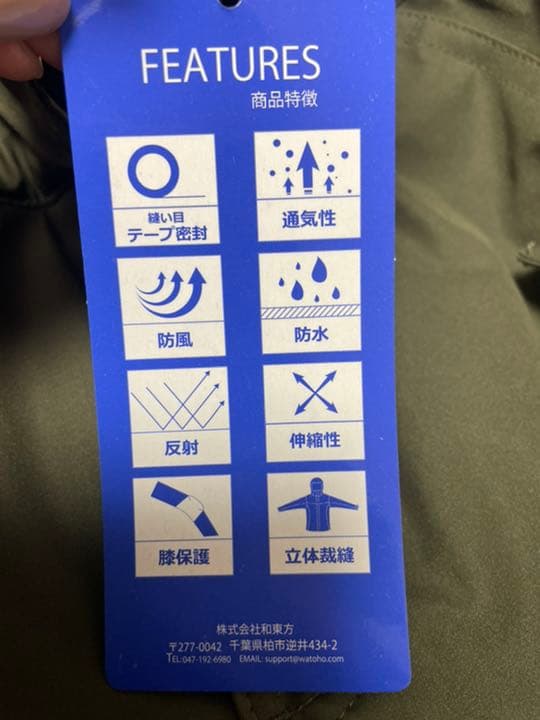 FEATURES
商品特徴
縫い目
テープ密封
通気性
防風
防水
反射
伸縮性
膝保護
立体裁縫
株式会社和東方
〒277-0042 千葉県柏市逆井434-2
TEL:047-192-6980 EMAIL: support@watoho.com